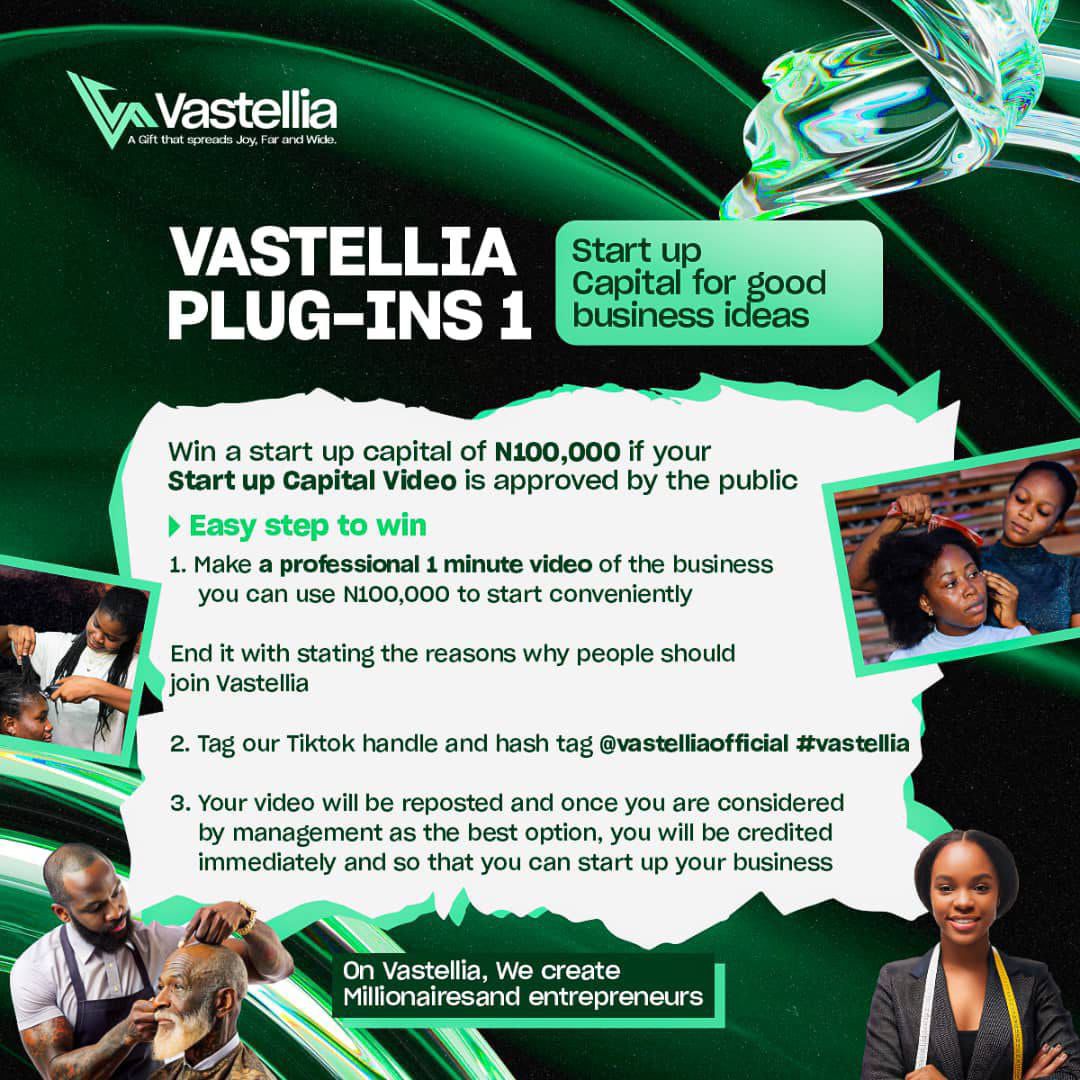 Vastellia
A Gift that spreads Joy, Far and Wide.
VASTELLIA
PLUG-INS 1
Start up
Capital for good
business ideas
Win a start up capital of N100,000 if your
Start up Capital Video is approved by the public
Easy step to win
1. Make a professional 1 minute video of the business
you can use N100,000 to start conveniently
End it with stating the reasons why people should
join Vastellia
2. Tag our Tiktok handle and hash tag @vastelliaofficial #vastellia
3. Your video will be reposted and once you are considered
by management as the best option, you will be credited
immediately and so that you can start up your business
On Vastellia, We create
Millionairesand entrepreneurs